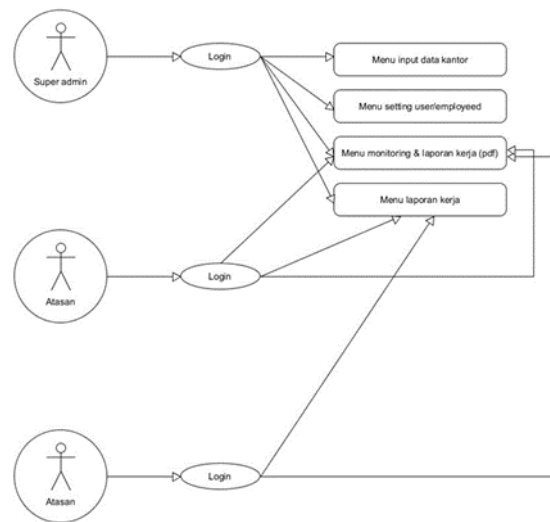 Super admin
Login
Menu input data kantor
Menu setting user/employeed
Menu monitoring & laporan kerja (pdf)
Menu laporan kerja
Atasan
Login
Atasan
Login